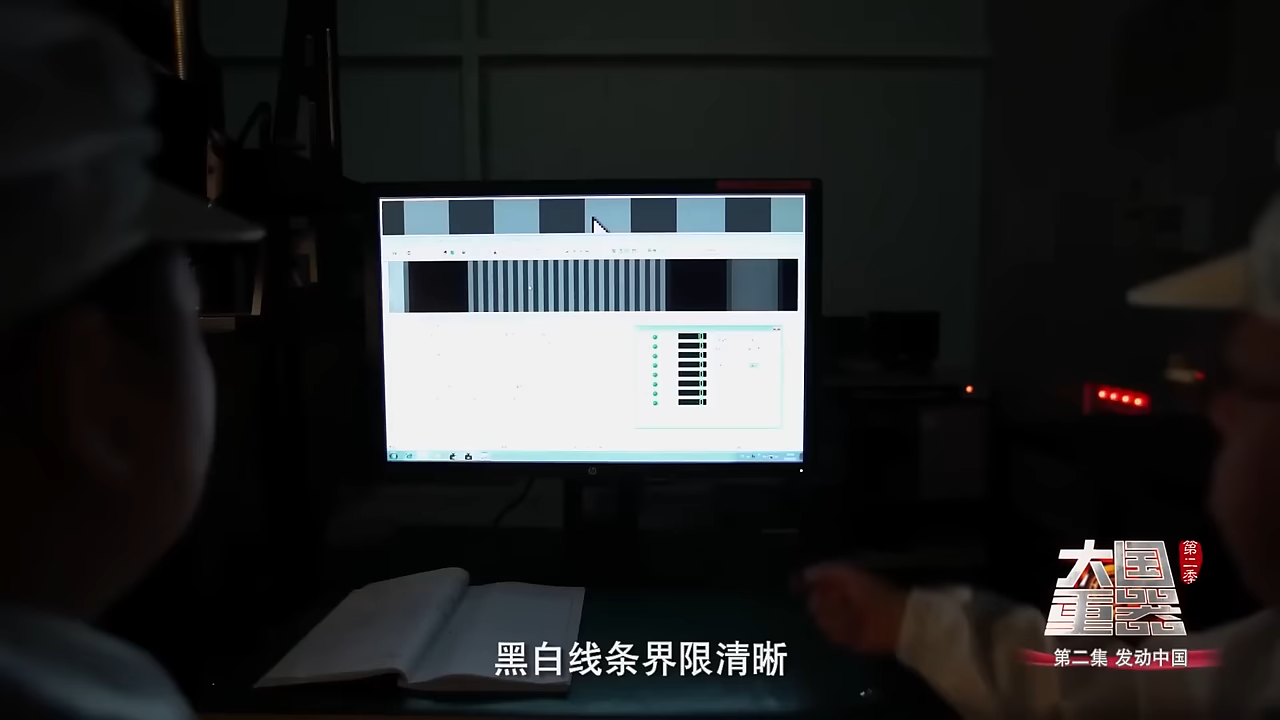 大国
重器
第二季
黑白线条界限清晰
第二集 发动中国
hp